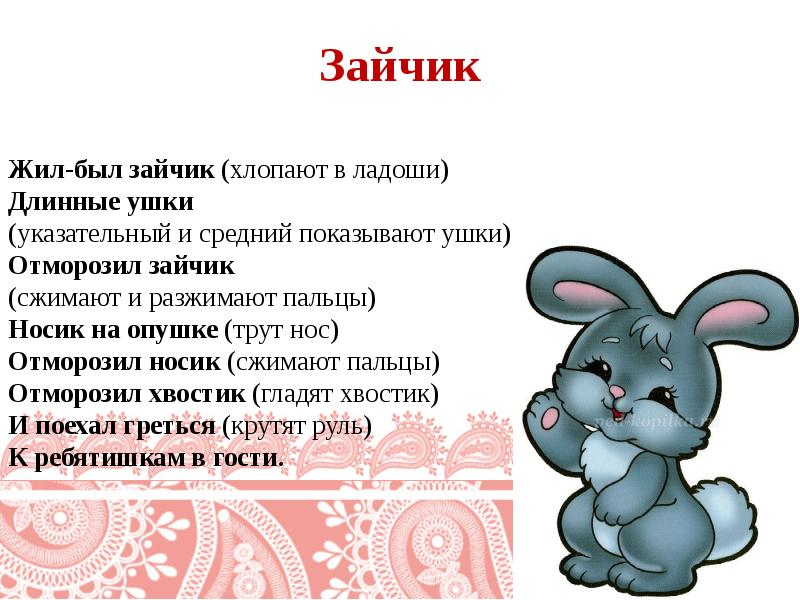 Зайчик
Жил-был зайчик (хлопают в ладоши)
Длинные ушки
(указательный и средний показывают ушки)
Отморозил зайчик
(сжимают и разжимают пальцы)
Носик на опушке (трут нос)
Отморозил носик (сжимают пальцы)
Отморозил хвостик (гладят хвостик)
И поехал греться (крутят руль)
К ребятишкам в гости.